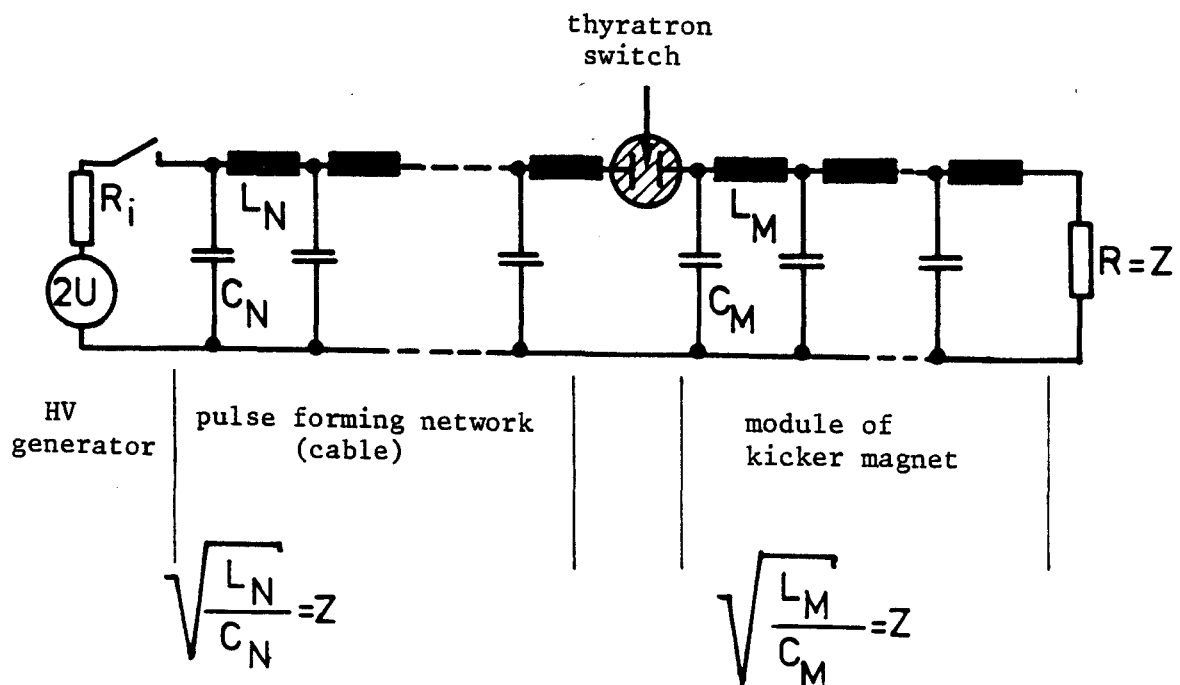 thyratron
switch
R_i
2U
L_N
C_N
L_M
C_M
R=Z
HV
generator
pulse forming network
(cable)
module of
kicker magnet
√(L_N/C_N)=Z
√(L_M/C_M)=Z